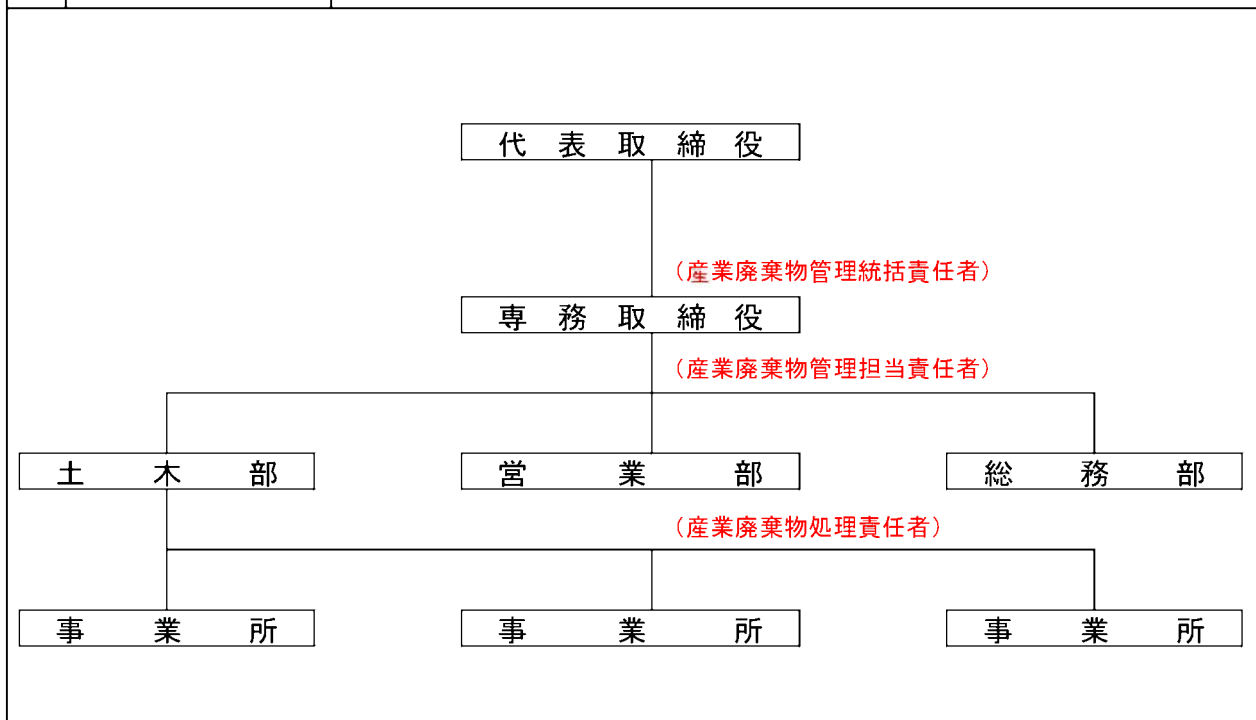 代表取締役
（産業廃棄物管理統括責任者）
専務取締役
（産業廃棄物管理担当責任者）
土木部 営業部 総務部
（産業廃棄物処理責任者）
事業所 事業所 事業所